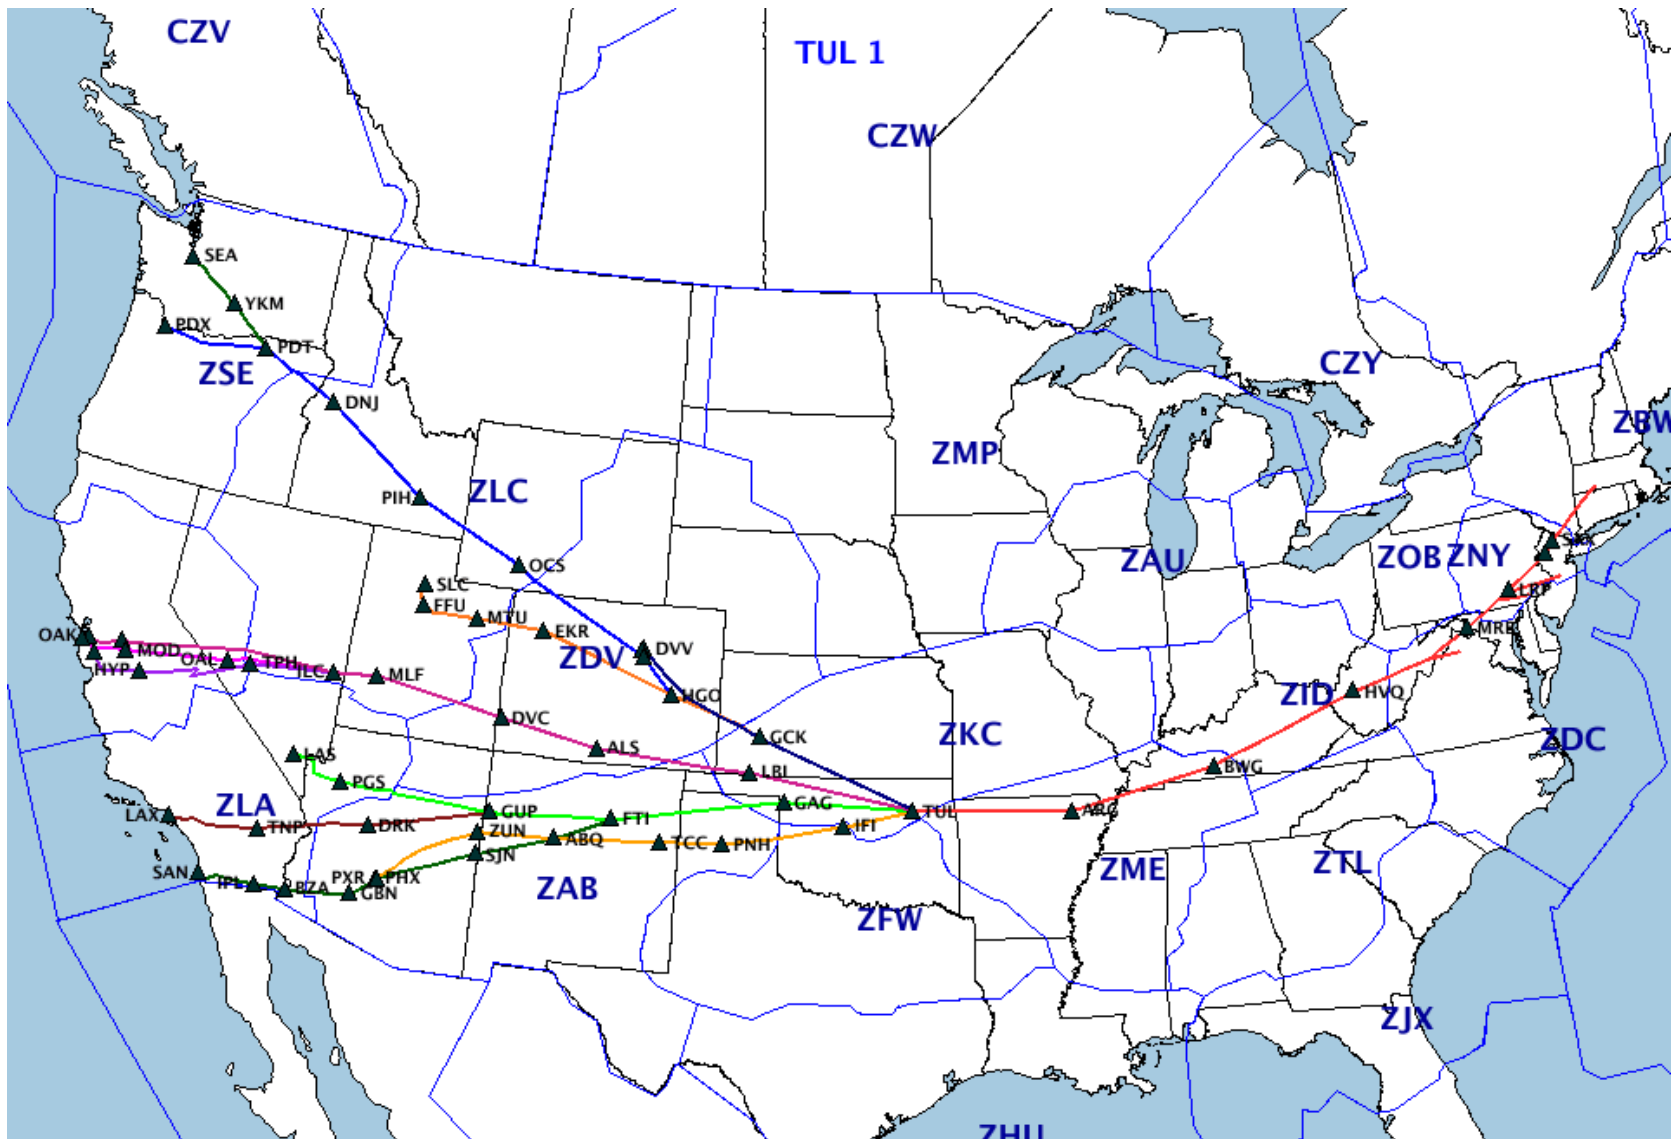 CZV
TUL 1
CZW
SEA
YKM
PDX
PDT
ZSE
CZY
DNJ
ZBW
ZMP
PIH
ZLC
ZAU
ZOB
ZNY
OCS
SLC
LRP
FFU
MTU
MRB
EKR
OAK
MOD
DVV
OAL
TPH
ZDV
NYP
ILC
MLF
HGO
ZID
HVQ
DVC
GCK
ZKC
ZDC
ALS
LAS
LBL
BWG
PGS
ZLA
GAG
LAX
GUP
TUL
ARG
TNP
DRK
FTI
IFI
ZUN
ABQ
TCC
PNH
SJN
ZME
ZTL
SAN
PXR
PHX
IPL
BZA
GBN
ZAB
ZFW
ZJX
ZHU